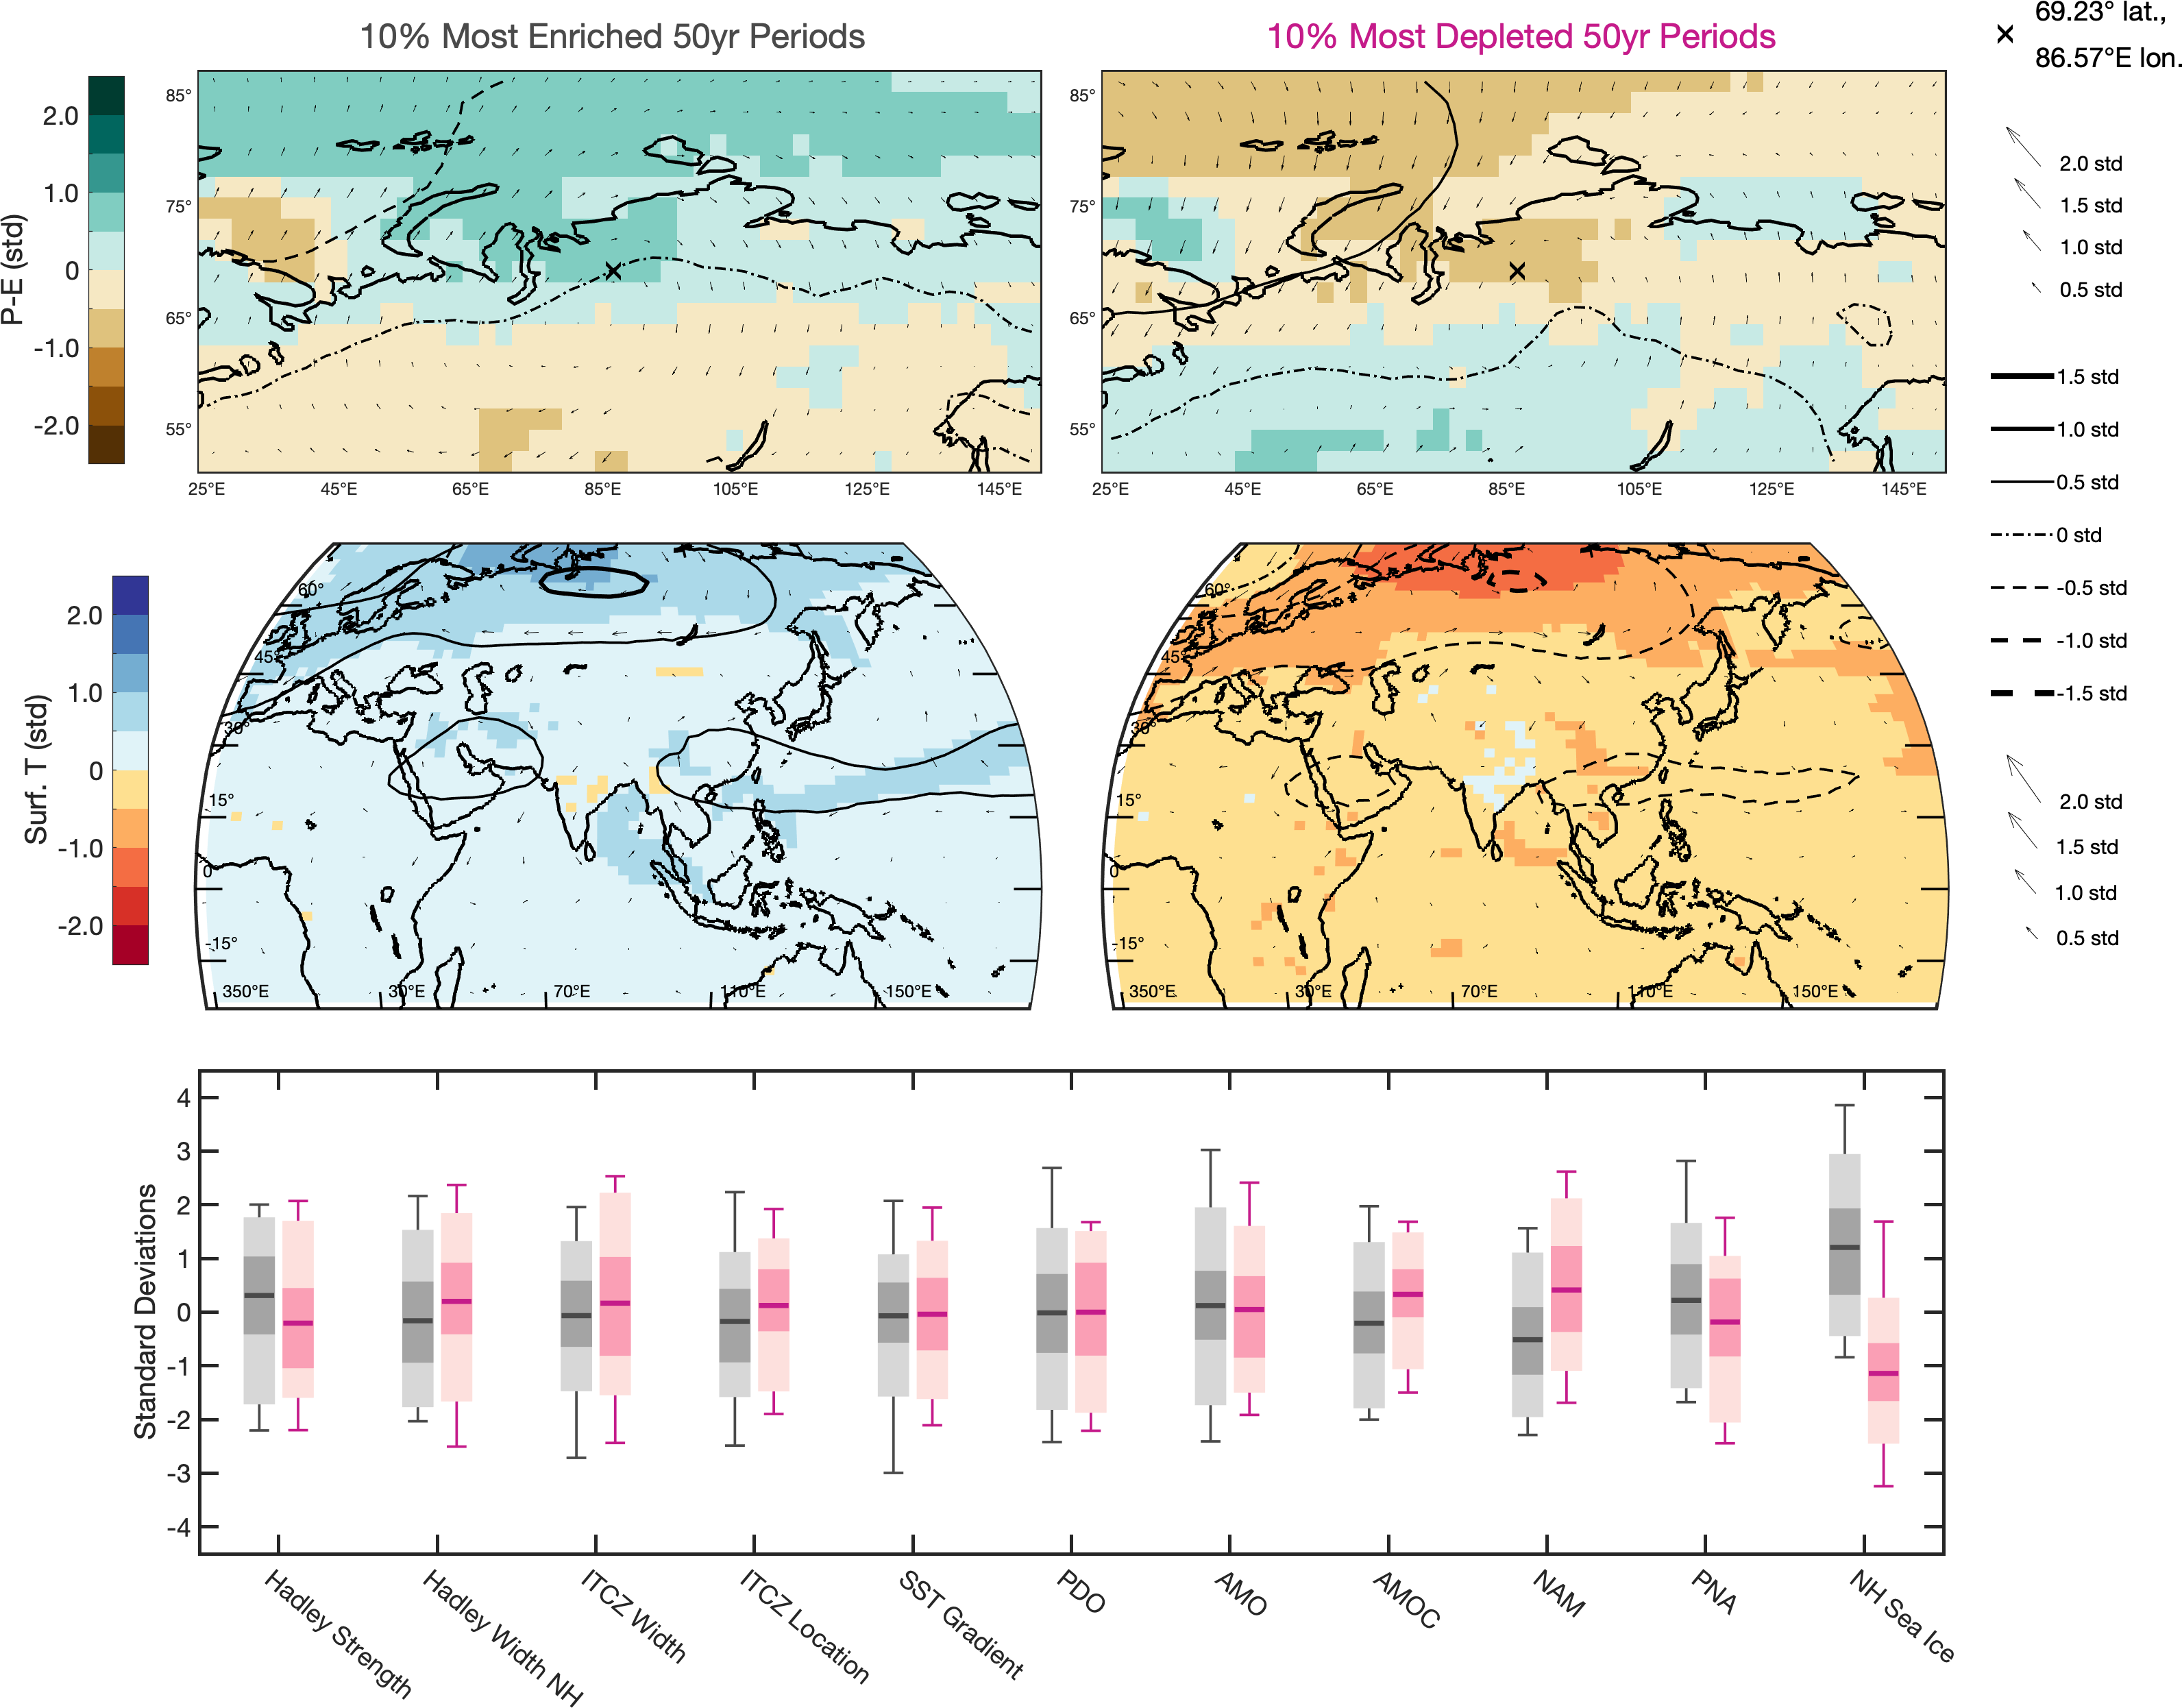 10% Most Enriched 50yr Periods
10% Most Depleted 50yr Periods
69.23° lat.,
86.57°E lon.
P-E (std)
2.0
1.0
0
-1.0
-2.0
85°
75°
65°
55°
25°E 45°E 65°E 85°E 105°E 125°E 145°E
85°
75°
65°
55°
25°E 45°E 65°E 85°E 105°E 125°E 145°E
2.0 std
1.5 std
1.0 std
0.5 std
1.5 std
1.0 std
0.5 std
0 std
-0.5 std
-1.0 std
-1.5 std
Surf. T (std)
2.0
1.0
0
-1.0
-2.0
60°
45°
30°
15°
0
-15°
350°E 30°E 70°E 110°E 150°E
60°
45°
30°
15°
0
-15°
350°E 30°E 70°E 110°E 150°E
2.0 std
1.5 std
1.0 std
0.5 std
Standard Deviations
4
3
2
1
0
-1
-2
-3
-4
Hadley Strength
Hadley Width NH
ITCZ Width
ITCZ Location
SST Gradient
PDO
AMO
AMOC
NAM
PNA
NH Sea Ice